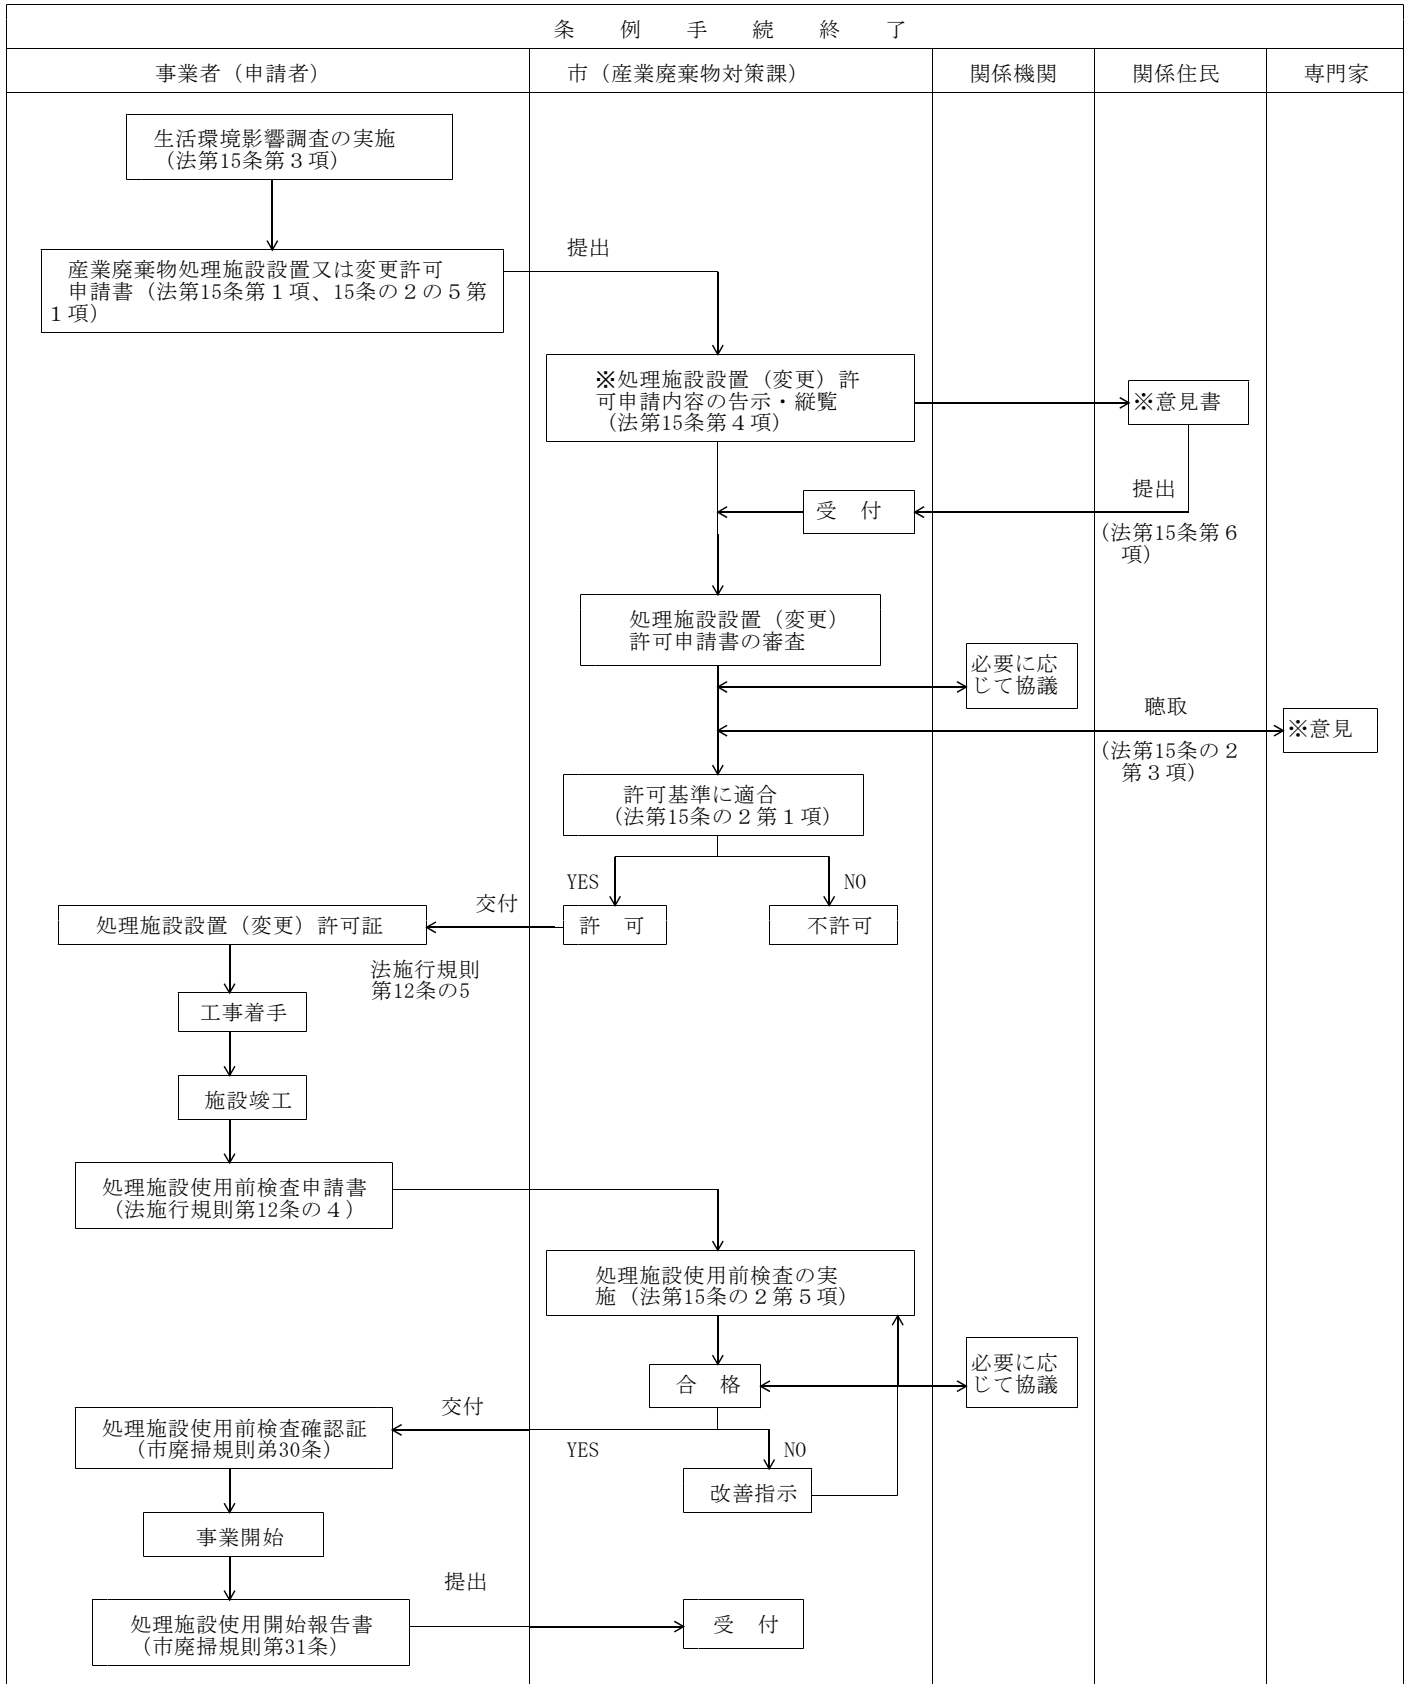 条　例　手　続　終　了
事業者（申請者）
市（産業廃棄物対策課）
関係機関
関係住民
専門家
生活環境影響調査の実施
（法第15条第３項）
産業廃棄物処理施設設置又は変更許可
申請書（法第15条第１項、15条の２の５第
１項）
提出
※処理施設設置（変更）許
可申請内容の告示・縦覧
（法第15条第４項）
※意見書
提出
受　付
（法第15条第６
項）
処理施設設置（変更）
許可申請書の審査
必要に応
じて協議
聴取
※意見
（法第15条の２
第３項）
許可基準に適合
（法第15条の２第１項）
YES
NO
交付
処理施設設置（変更）許可証
許　可
不許可
法施行規則
第12条の5
工事着手
施設竣工
処理施設使用前検査申請書
（法施行規則第12条の４）
処理施設使用前検査の実
施（法第15条の２第５項）
必要に応
じて協議
合　格
交付
処理施設使用前検査確認証
（市廃掃規則弟30条）
YES
NO
改善指示
事業開始
提出
処理施設使用開始報告書
（市廃掃規則第31条）
受　付